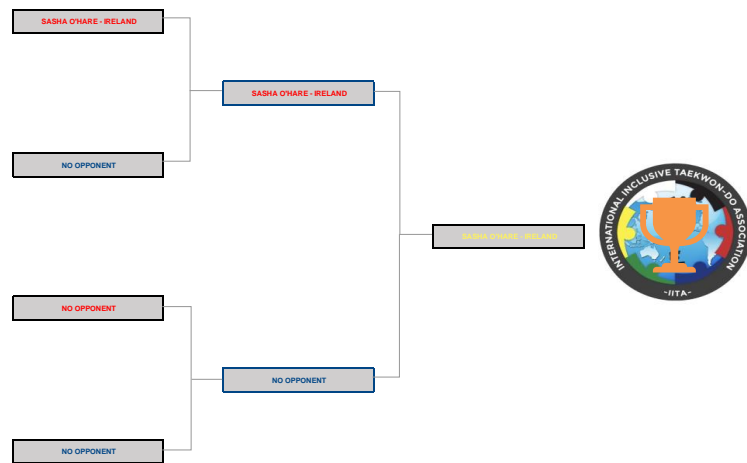 SASHA O'HARE - IRELAND
SASHA O'HARE - IRELAND
NO OPPONENT
SASHA O'HARE - IRELAND
INTERNATIONAL INCLUSIVE TAEKWON-DO ASSOCIATION
-IITA-
NO OPPONENT
NO OPPONENT
NO OPPONENT